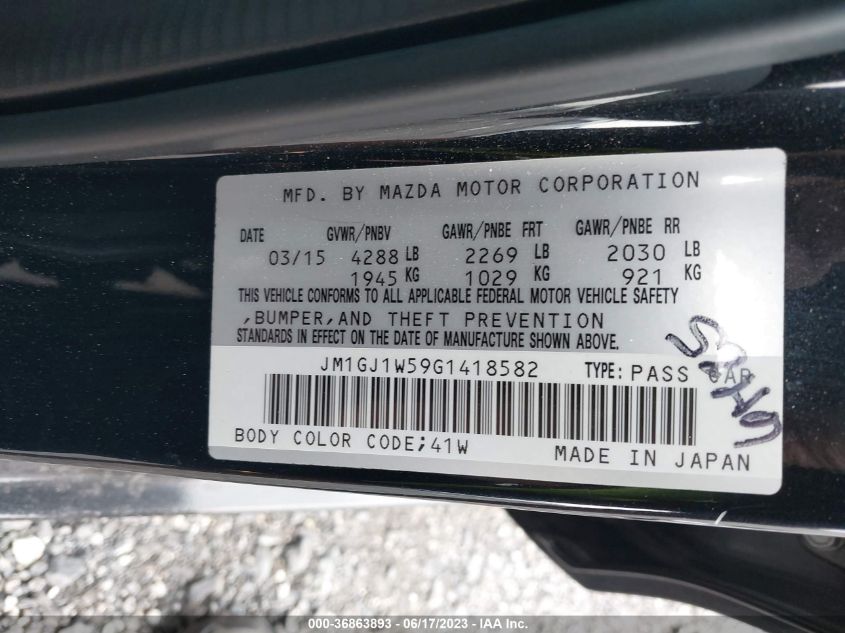 MFD. BY MAZDA MOTOR CORPORATION
DATE GVWR/PNBV GAWR/PNBE FRT GAWR/PNBE RR
03/15 4288 LB 2269 LB 2030 LB
1945 KG 1029 KG 921 KG
THIS VEHICLE CONFORMS TO ALL APPLICABLE FEDERAL MOTOR VEHICLE SAFETY
,BUMPER,AND THEFT PREVENTION
STANDARDS IN EFFECT ON THE DATE OF MANUFACTURE SHOWN ABOVE.
JM1GJ1W59G1418582 TYPE: PASS CAR
BODY COLOR CODE;41W MADE IN JAPAN
000-36863893 - 06/17/2023 - IAAI.com